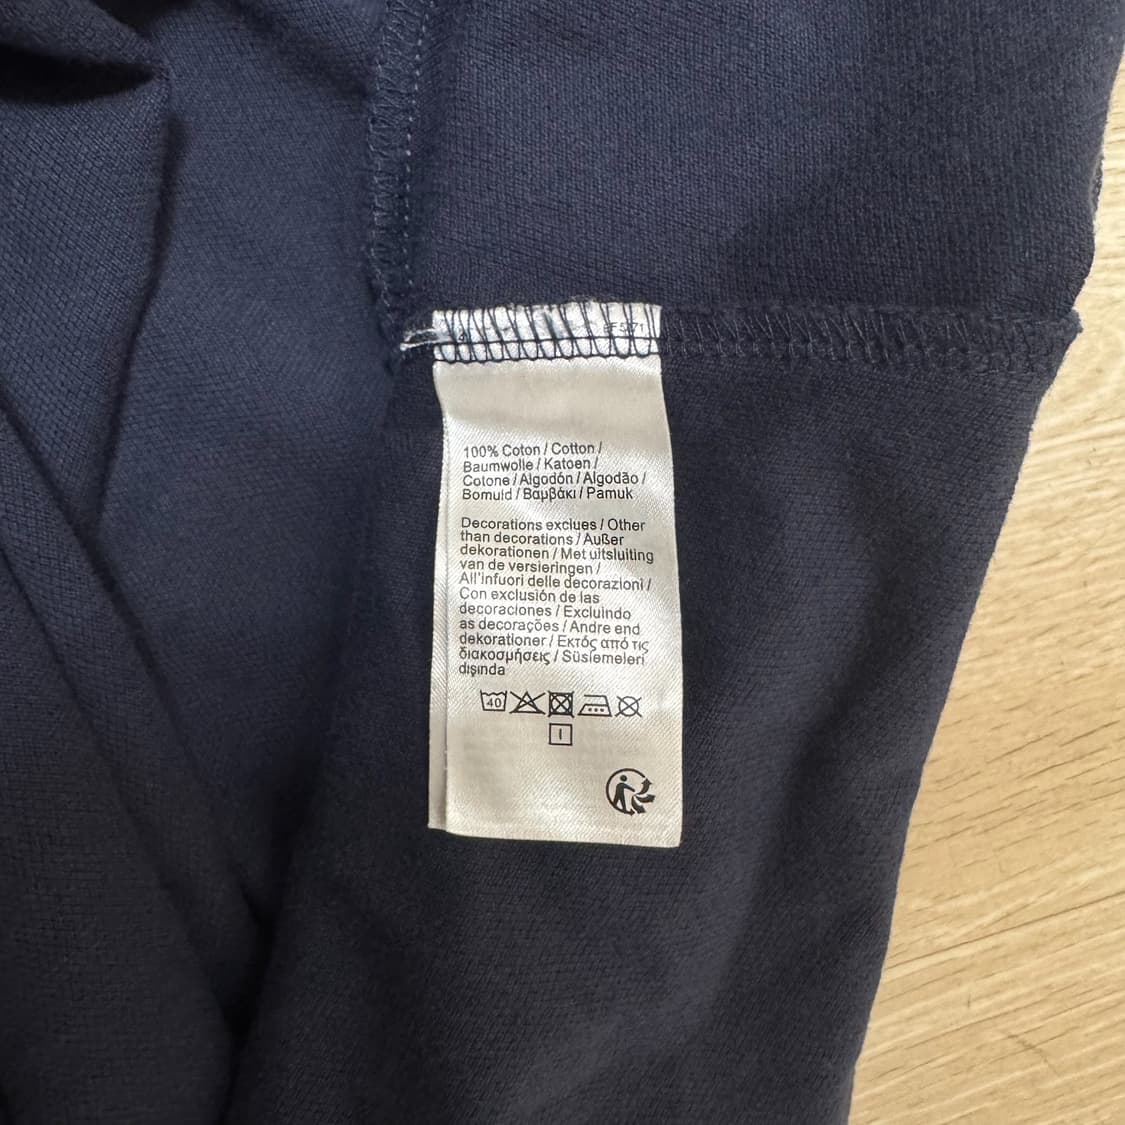 F5171
100% Coton / Cotton /
Baumwolle / Katoen /
Cotone / Algodón / Algodão /
Bomuld / Βαμβάκι / Pamuk
Decorations exclues / Other
than decorations / Außer
dekorationen / Met uitsluiting
van de versieringen /
All'infuori delle decorazioni /
Con exclusión de las
decoraciones / Excluindo
as decorações / Andre end
dekorationer / Εκτός από τις
διακοσμήσεις / Süslemeleri
dışında
40
I